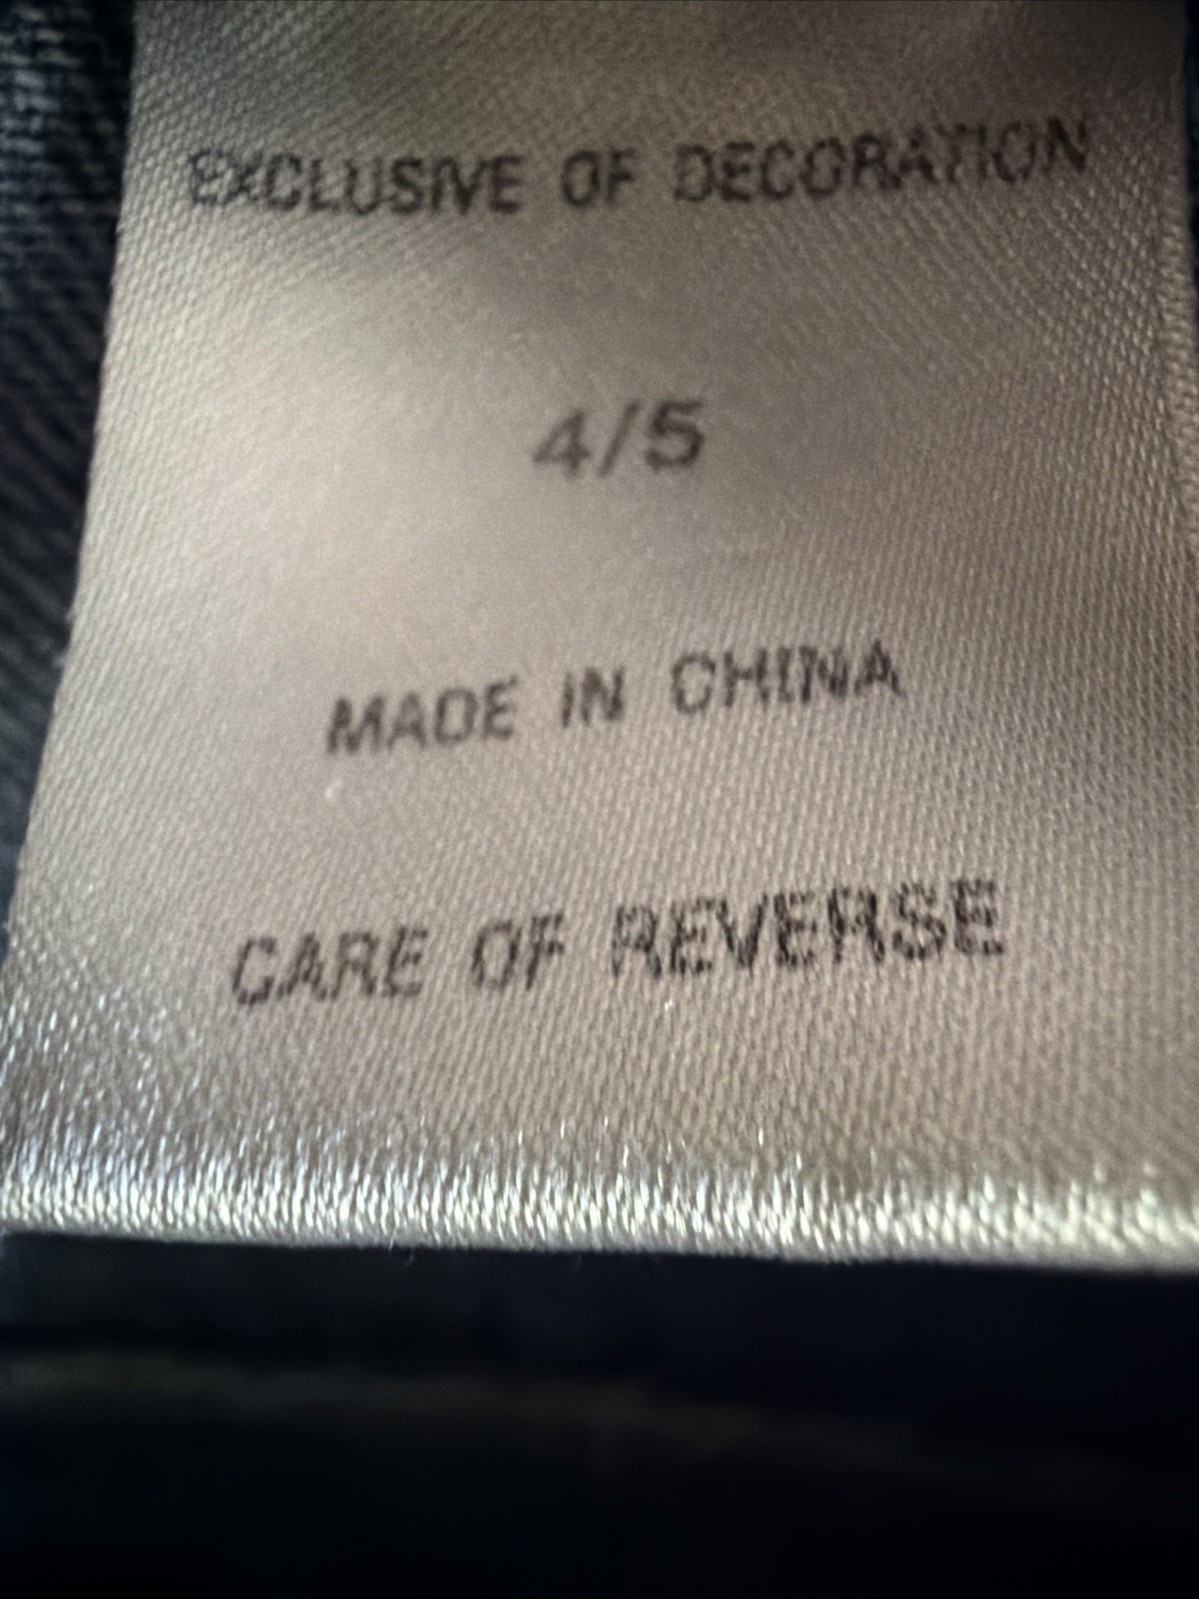 EXCLUSIVE OF DECORATION
4/5
MADE IN CHINA
CARE OF REVERSE